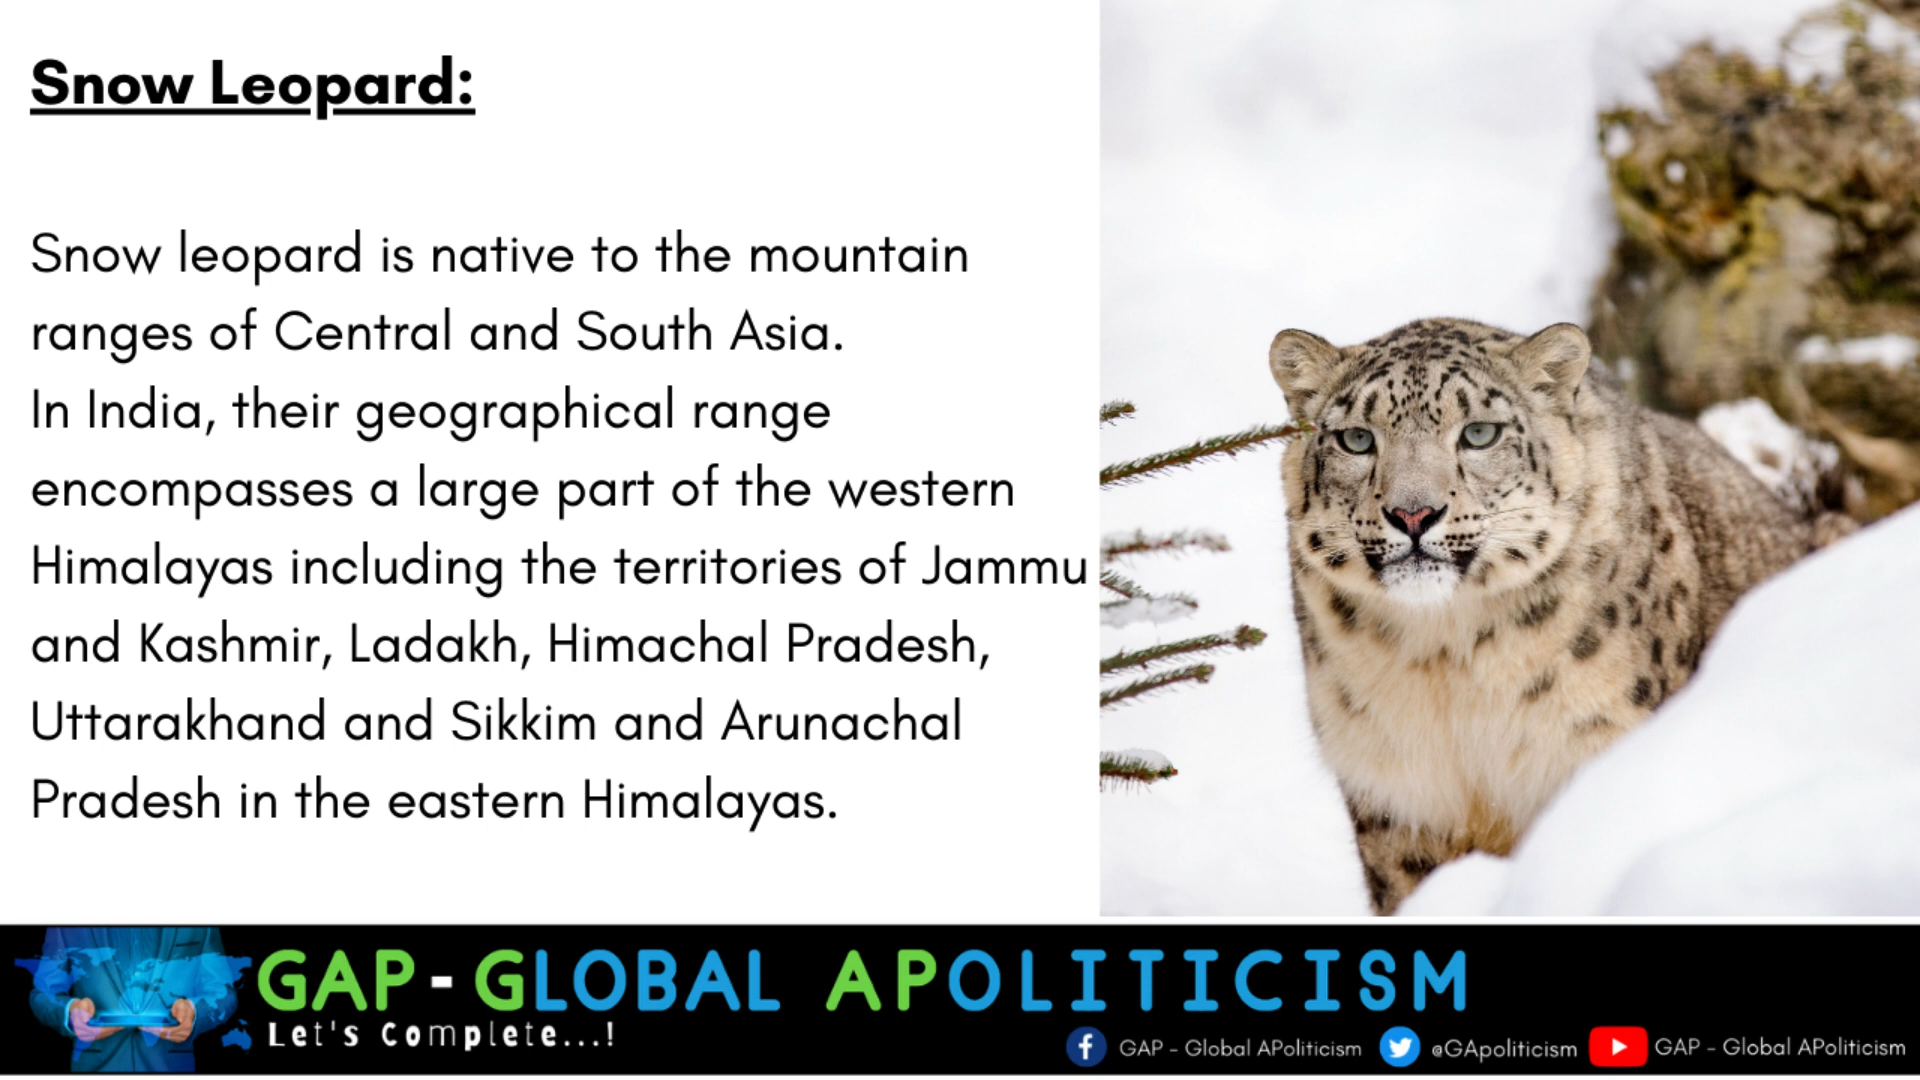 Snow Leopard:
Snow leopard is native to the mountain
ranges of Central and South Asia.
In India, their geographical range
encompasses a large part of the western
Himalayas including the territories of Jammu
and Kashmir, Ladakh, Himachal Pradesh,
Uttarakhand and Sikkim and Arunachal
Pradesh in the eastern Himalayas.
GAP-GLOBAL APOLITICISM
Let's Complete...!
GAP - Global APoliticism @GApoliticism GAP - Global APoliticism